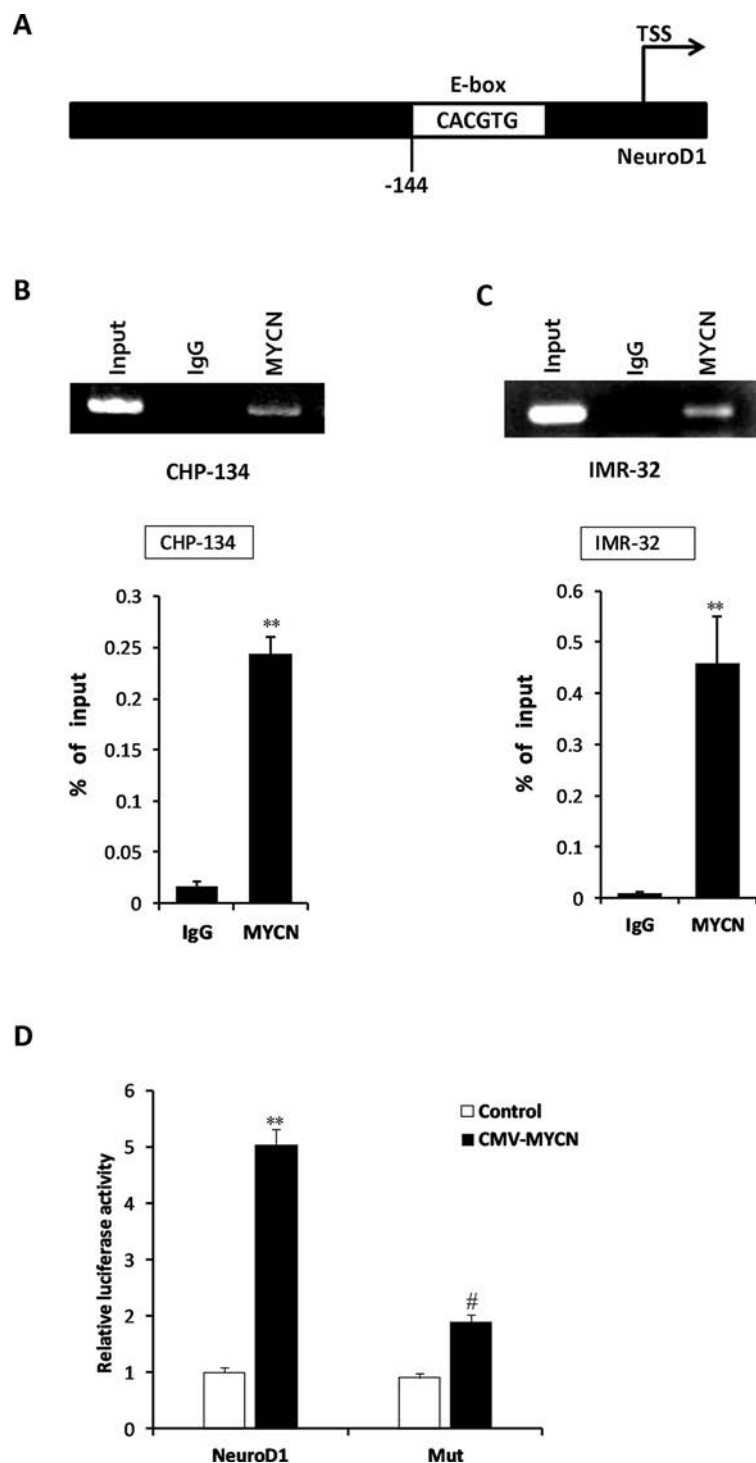 A
TSS
E-box
CACGTG
NeuroD1
-144
B
Input
IgG
MYCN
CHP-134
CHP-134
0.3
0.25
0.2
0.15
0.1
0.05
0
% of input
**
IgG MYCN
C
Input
IgG
MYCN
IMR-32
IMR-32
0.6
0.5
0.4
0.3
0.2
0.1
0
% of input
**
IgG MYCN
D
6
5
4
3
2
1
0
Relative luciferase activity
**
#
Control
CMV-MYCN
NeuroD1 Mut